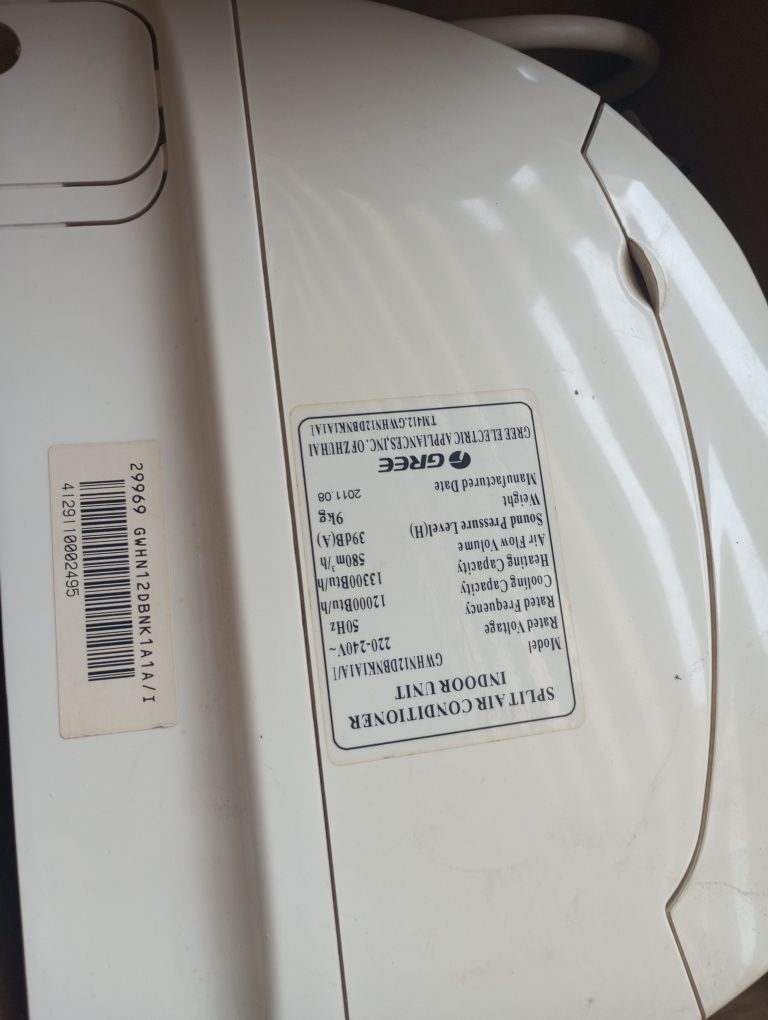 SPLIT AIR CONDITIONER
INDOOR UNIT
Model GWHN12DBNK1A1A/I
Rated Voltage 220-240V~
Rated Frequency 50Hz
Cooling Capacity 12000Btu/h
Heating Capacity 13300Btu/h
Air Flow Volume 580m³/h
Sound Pressure Level(H) 39dB(A)
Weight 9kg
Manufactured Date 2011.08
GREE
GREE ELECTRIC APPLIANCES,INC. OF ZHUHAI
TM412.GWHN12DBNK1A1A1
29969 GWHN12DBNK1A1A/I
4129110002495